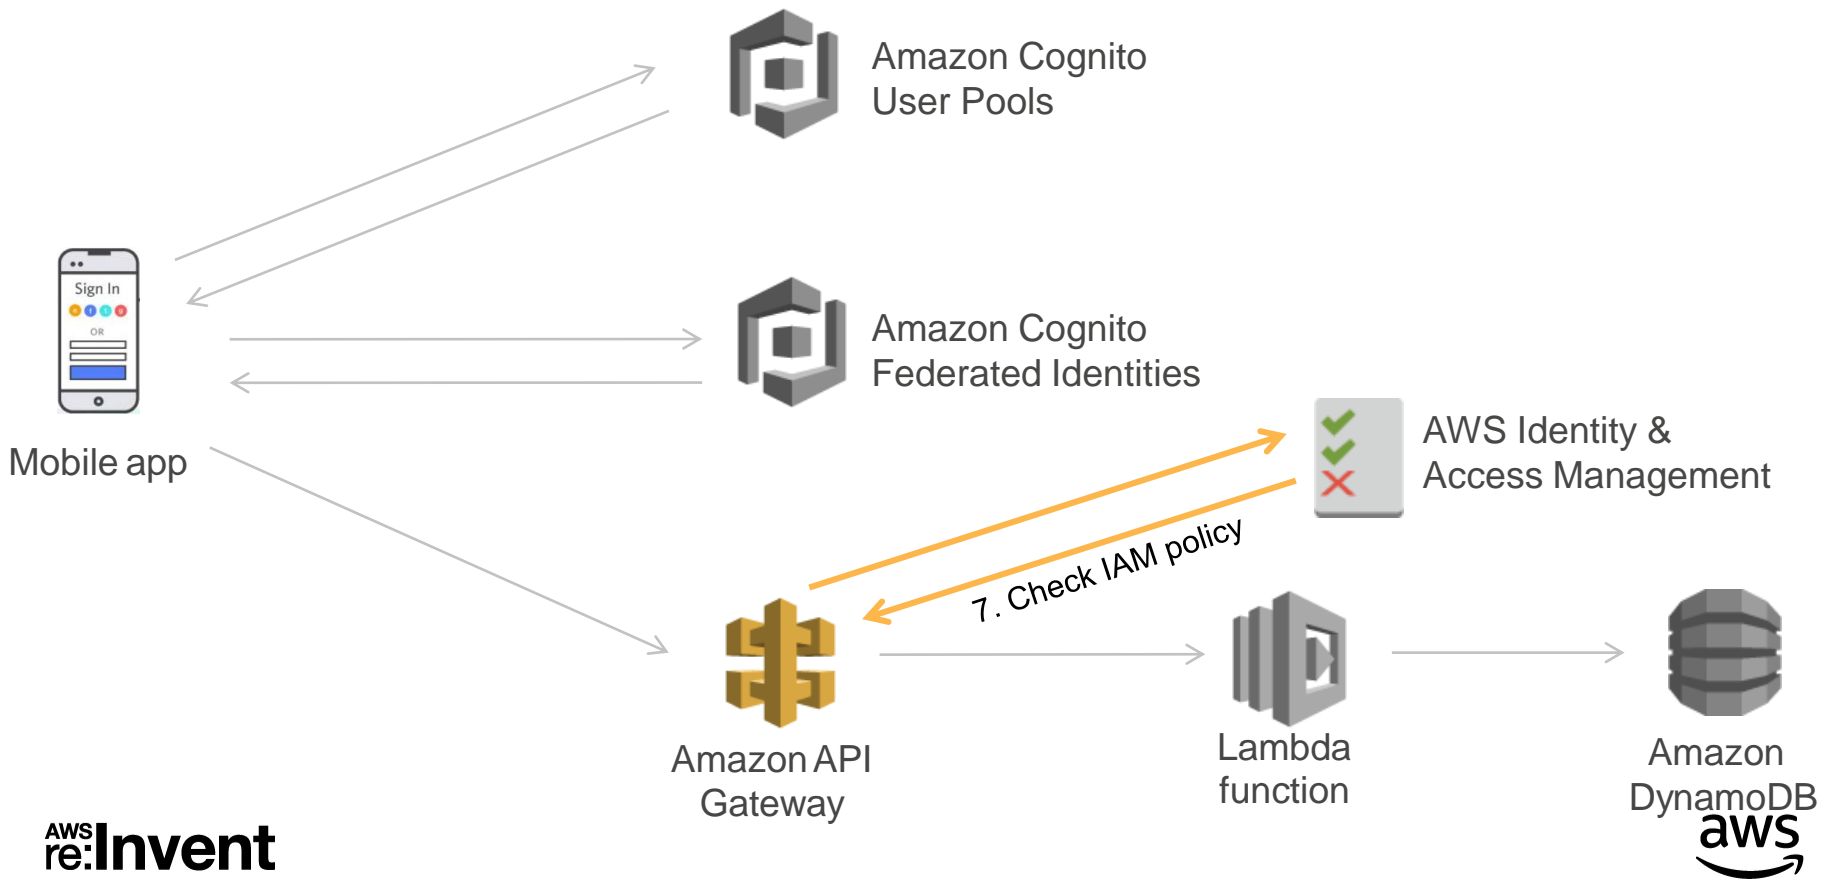 Amazon Cognito
User Pools
Sign In
OR
Mobile app
Amazon Cognito
Federated Identities
AWS Identity &
Access Management
7. Check IAM policy
Amazon API
Gateway
Lambda
function
Amazon
DynamoDB
AWS
re:Invent
aws